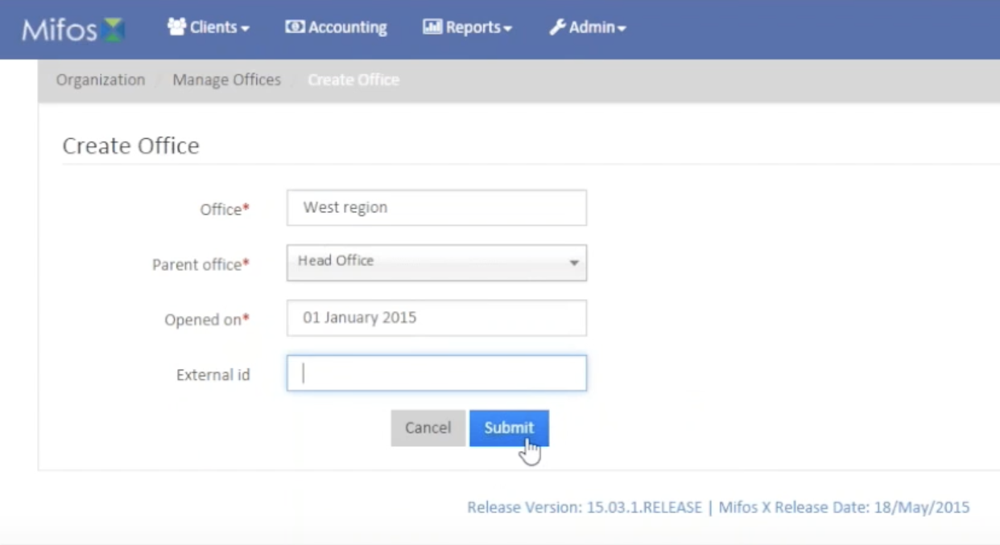 Mifos Clients Accounting Reports Admin
Organization / Manage Offices / Create Office
Create Office
Office* West region
Parent office* Head Office
Opened on* 01 January 2015
External id
Cancel Submit
Release Version: 15.03.1.RELEASE | Mifos X Release Date: 18/May/2015